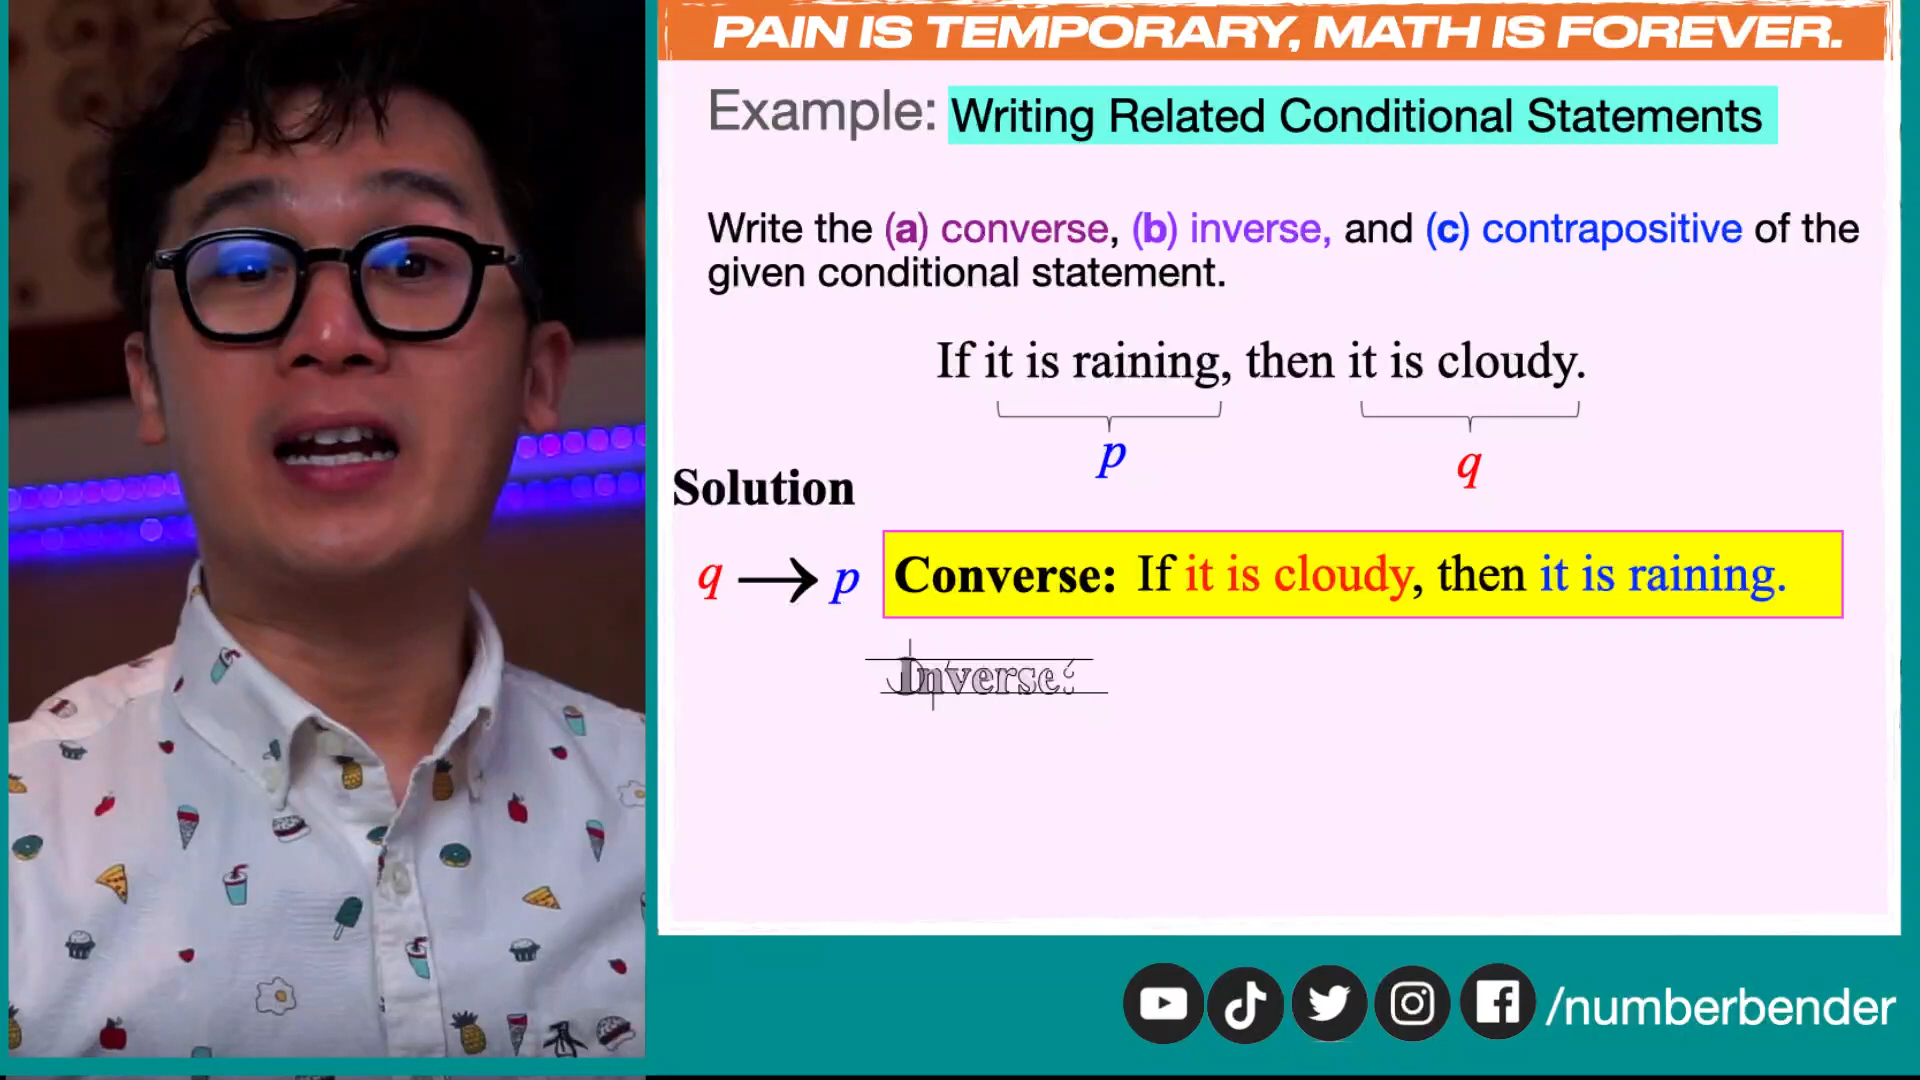 PAIN IS TEMPORARY, MATH IS FOREVER.
Example: Writing Related Conditional Statements
Write the (a) converse, (b) inverse, and (c) contrapositive of the
given conditional statement.
If it is raining, then it is cloudy.
p q
Solution
q → p Converse: If it is cloudy, then it is raining.
Inverse:
/numberbender